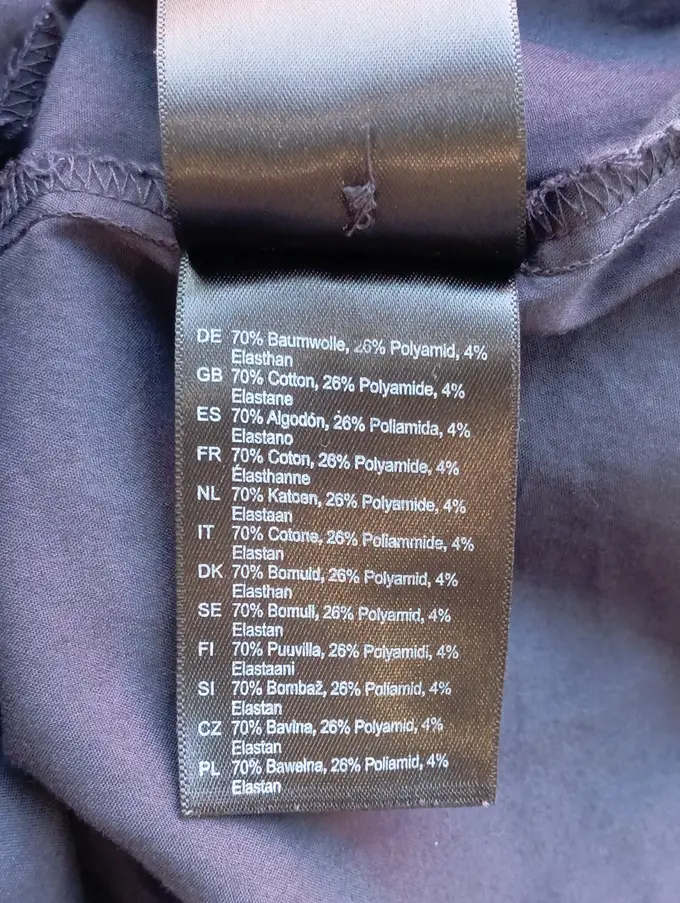 DE 70% Baumwolle, 26% Polyamid, 4%
Elasthan
GB 70% Cotton, 26% Polyamide, 4%
Elastane
ES 70% Algodón, 26% Poliamida, 4%
Elastano
FR 70% Coton, 26% Polyamide, 4%
Élasthanne
NL 70% Katoen, 26% Polyamide, 4%
Elastaan
IT 70% Cotone, 26% Poliammide, 4%
Elastan
DK 70% Bomuld, 26% Polyamid, 4%
Elasthan
SE 70% Bomull, 26% Polyamid, 4%
Elastan
FI 70% Puuvilla, 26% Polyamidi, 4%
Elastaani
SI 70% Bombaž, 26% Poliamid, 4%
Elastan
CZ 70% Bavlna, 26% Polyamid, 4%
Elastan
PL 70% Bawełna, 26% Poliamid, 4%
Elastan